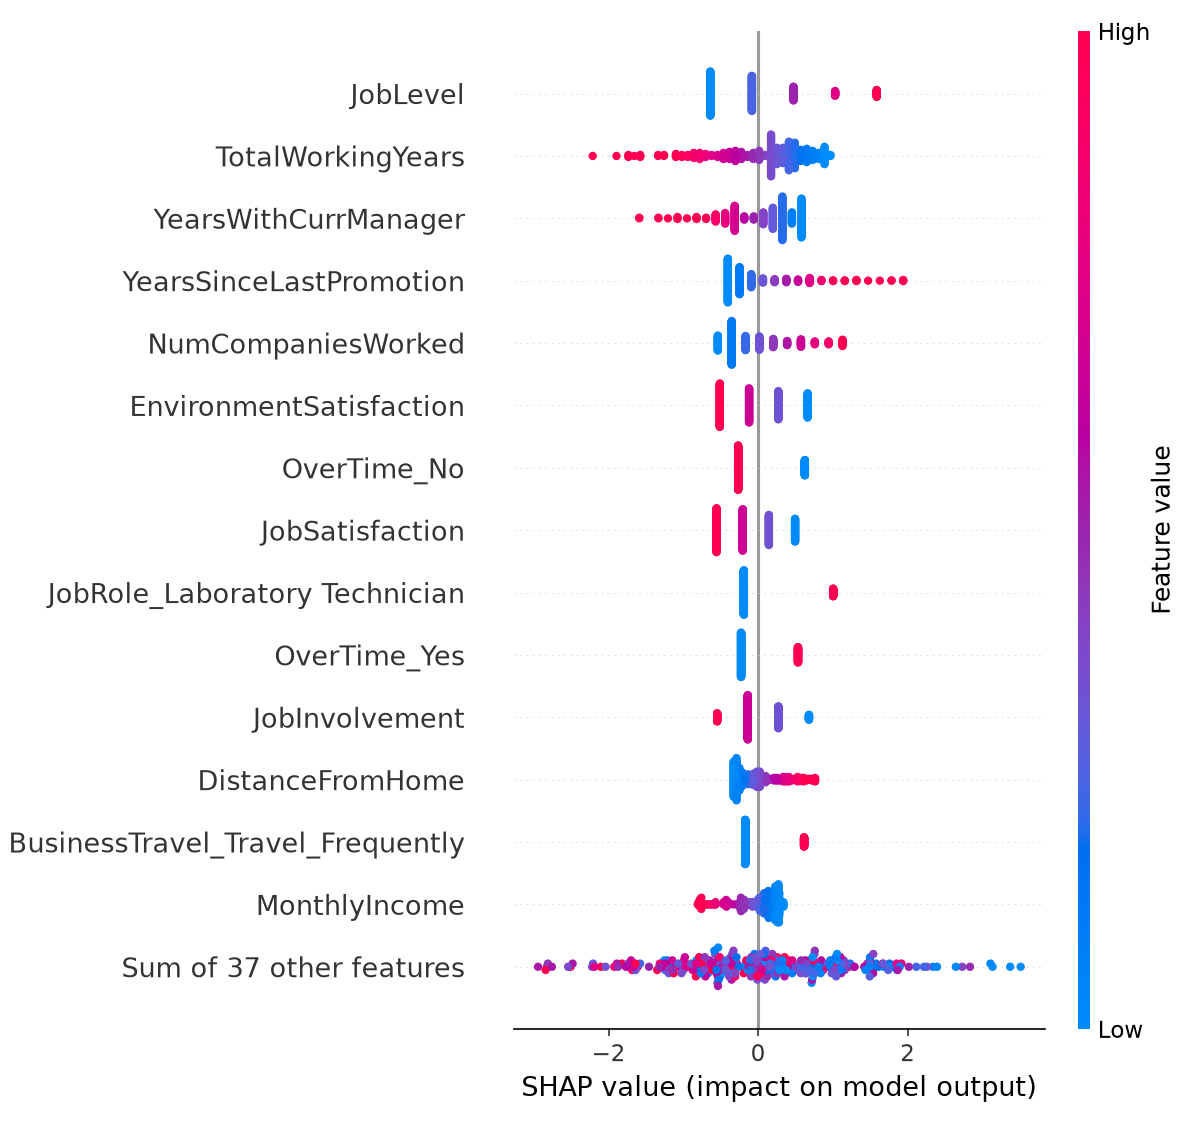 High
JobLevel
TotalWorkingYears
YearsWithCurrManager
YearsSinceLastPromotion
NumCompaniesWorked
EnvironmentSatisfaction
OverTime_No
JobSatisfaction
JobRole_Laboratory Technician
OverTime_Yes
JobInvolvement
DistanceFromHome
BusinessTravel_Travel_Frequently
MonthlyIncome
Sum of 37 other features
Feature value
Low
−2 0 2
SHAP value (impact on model output)